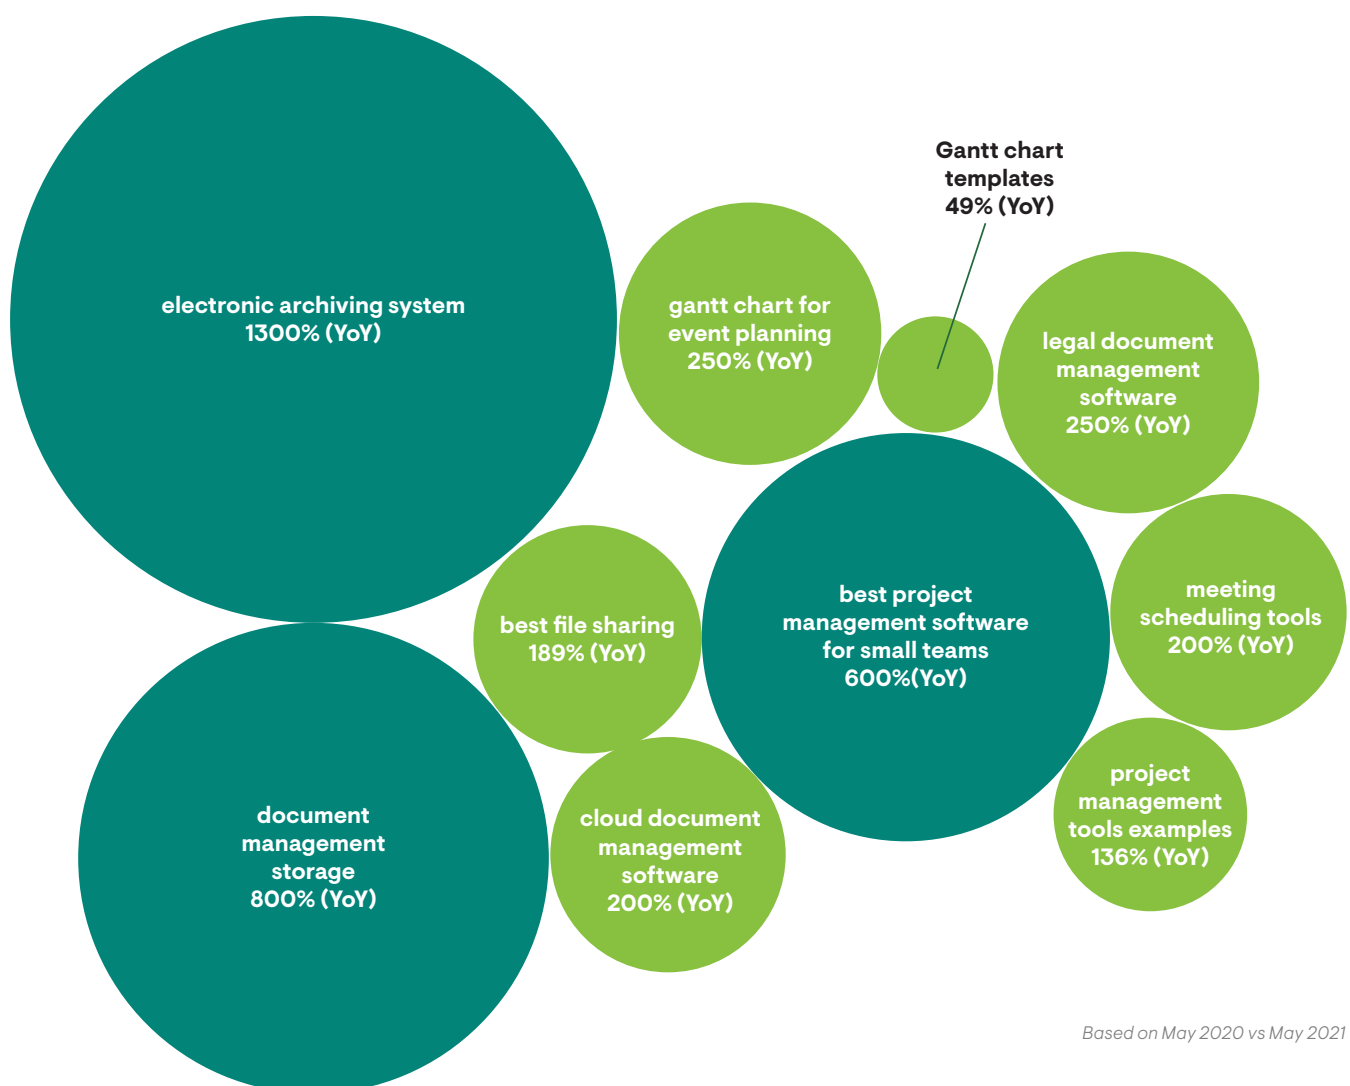 electronic archiving system
1300% (YoY)
gantt chart for
event planning
250% (YoY)
Gantt chart
templates
49% (YoY)
legal document
management
software
250% (YoY)
best file sharing
189% (YoY)
best project
management software
for small teams
600%(YoY)
meeting
scheduling tools
200% (YoY)
document
management
storage
800% (YoY)
cloud document
management
software
200% (YoY)
project
management
tools examples
136% (YoY)
Based on May 2020 vs May 2021